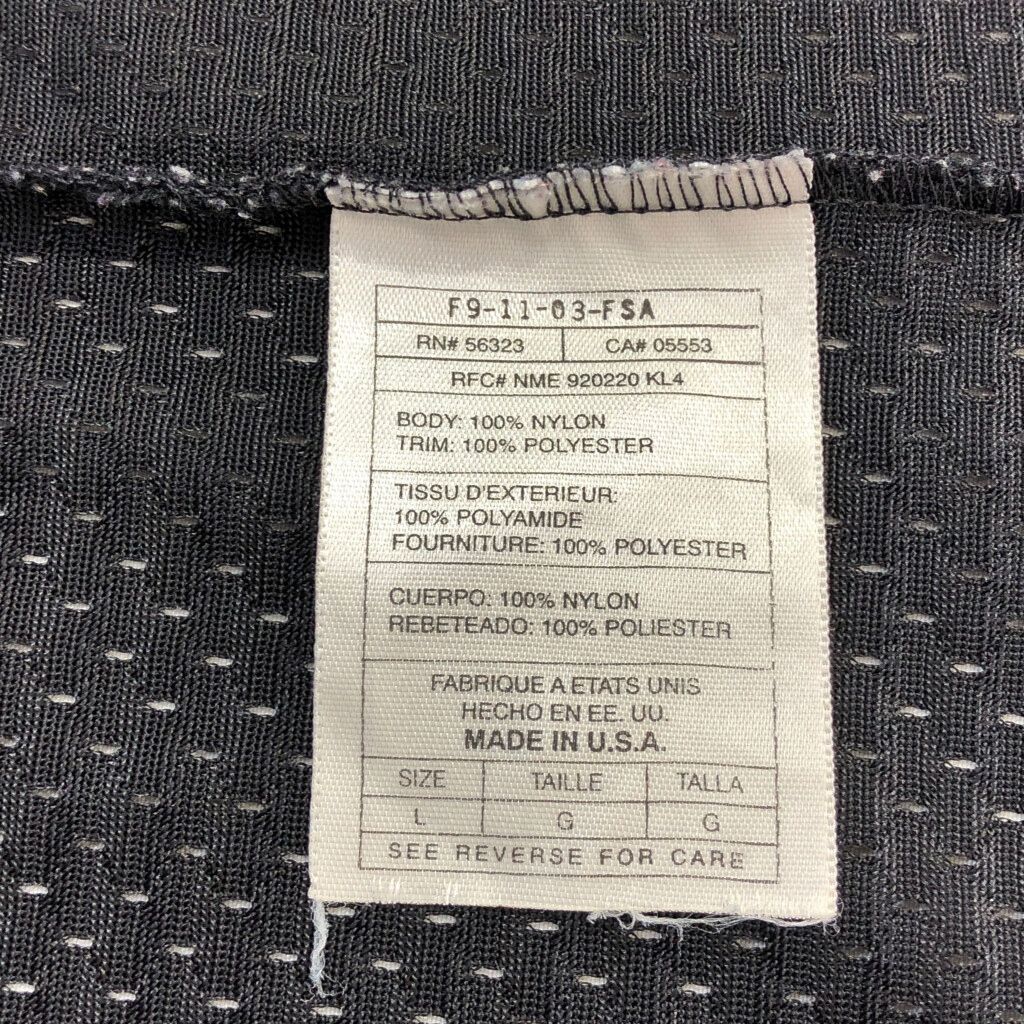 F9-11-03-FSA
RN# 56323 CA# 05553
RFC# NME 920220 KL4
BODY: 100% NYLON
TRIM: 100% POLYESTER
TISSU D'EXTERIEUR:
100% POLYAMIDE
FOURNITURE: 100% POLYESTER
CUERPO: 100% NYLON
REBETEADO: 100% POLIESTER
FABRIQUE A ETATS UNIS
HECHO EN EE. UU.
MADE IN U.S.A.
SIZE TAILLE TALLA
L G G
SEE REVERSE FOR CARE